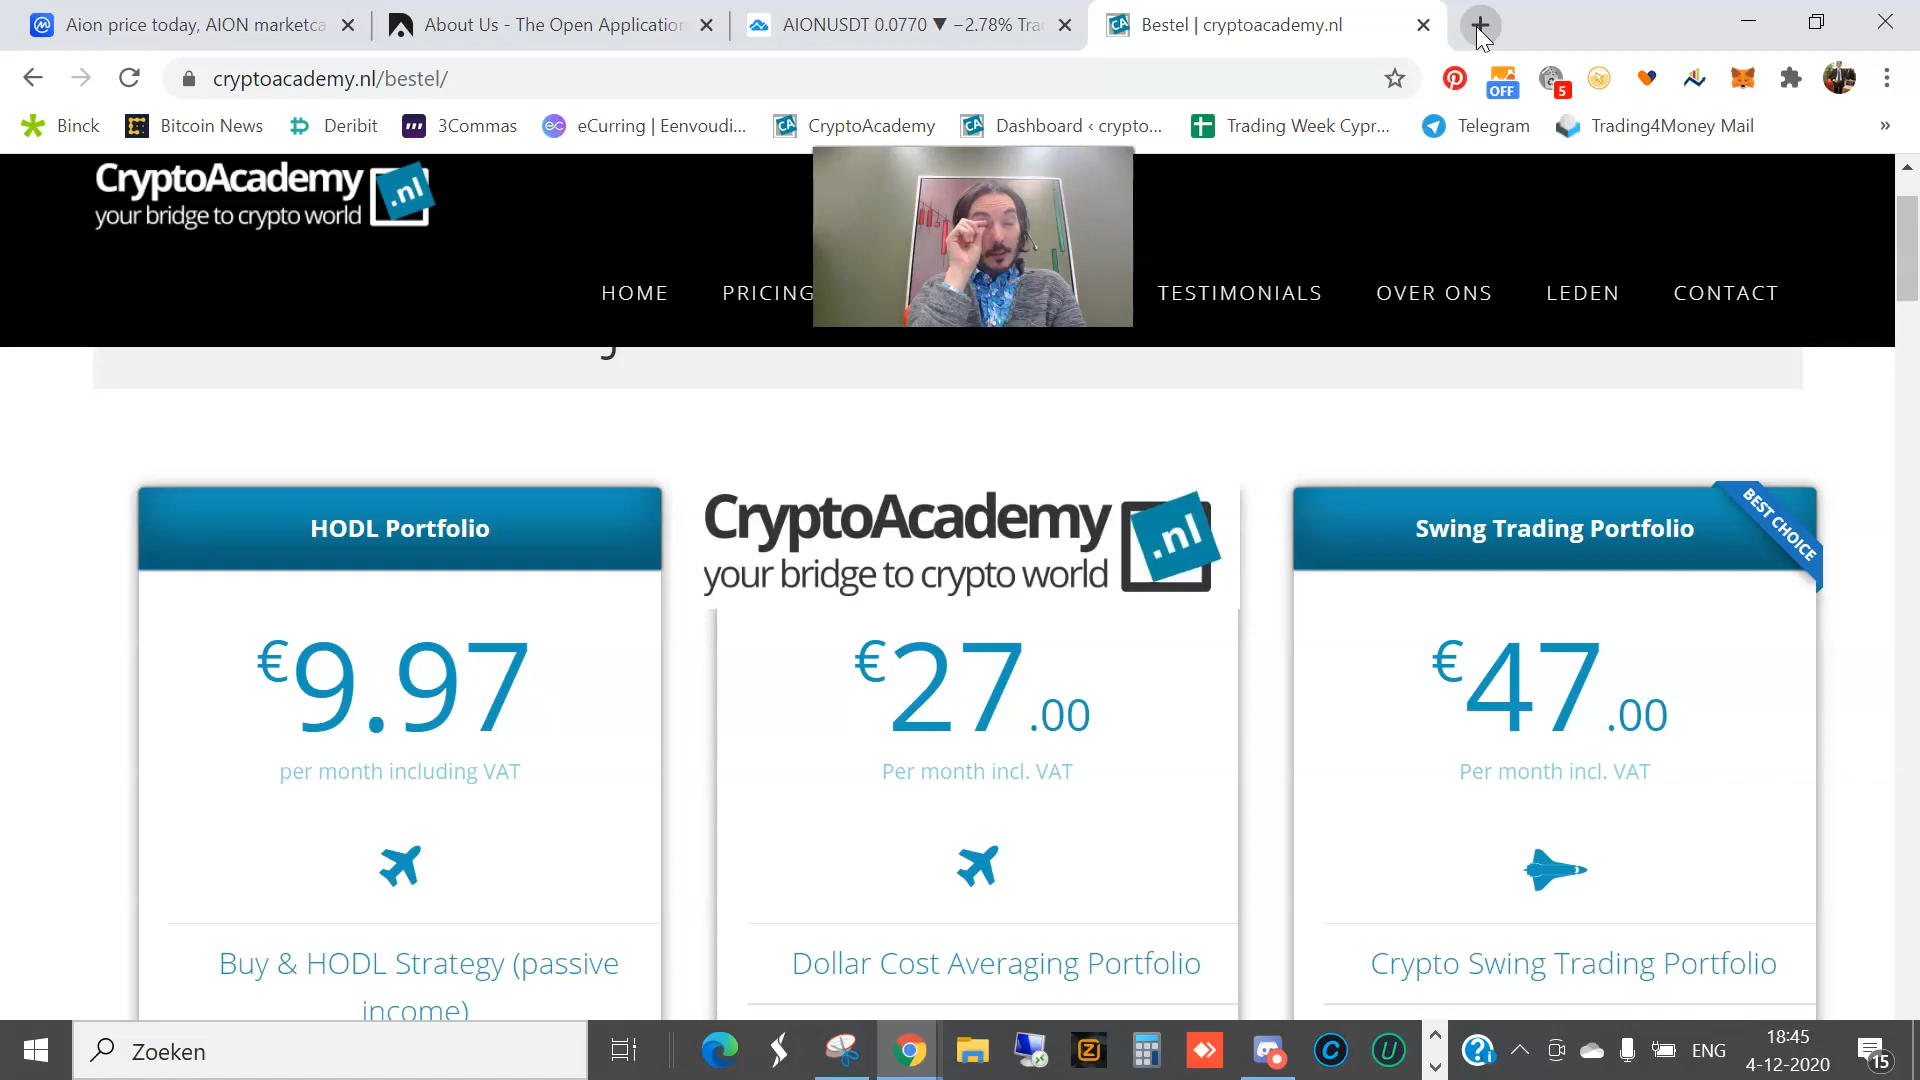 Aion price today, AION marketca
About Us - The Open Application
AIONUSDT 0.0770 ▼ −2.78% Tra
Bestel | cryptoacademy.nl
cryptoacademy.nl/bestel/
OFF
5
Binck
Bitcoin News
Deribit
3Commas
eCurring | Eenvoudi...
CryptoAcademy
Dashboard ‹ crypto...
Trading Week Cypr...
Telegram
Trading4Money Mail
»
CryptoAcademy .nl
your bridge to crypto world
HOME
PRICING
TESTIMONIALS
OVER ONS
LEDEN
CONTACT
HODL Portfolio
€9.97
per month including VAT
Buy & HODL Strategy (passive
income)
CryptoAcademy .nl
your bridge to crypto world
€27.00
Per month incl. VAT
Dollar Cost Averaging Portfolio
Swing Trading Portfolio
BEST CHOICE
€47.00
Per month incl. VAT
Crypto Swing Trading Portfolio
Zoeken
ENG
18:45
4-12-2020
15